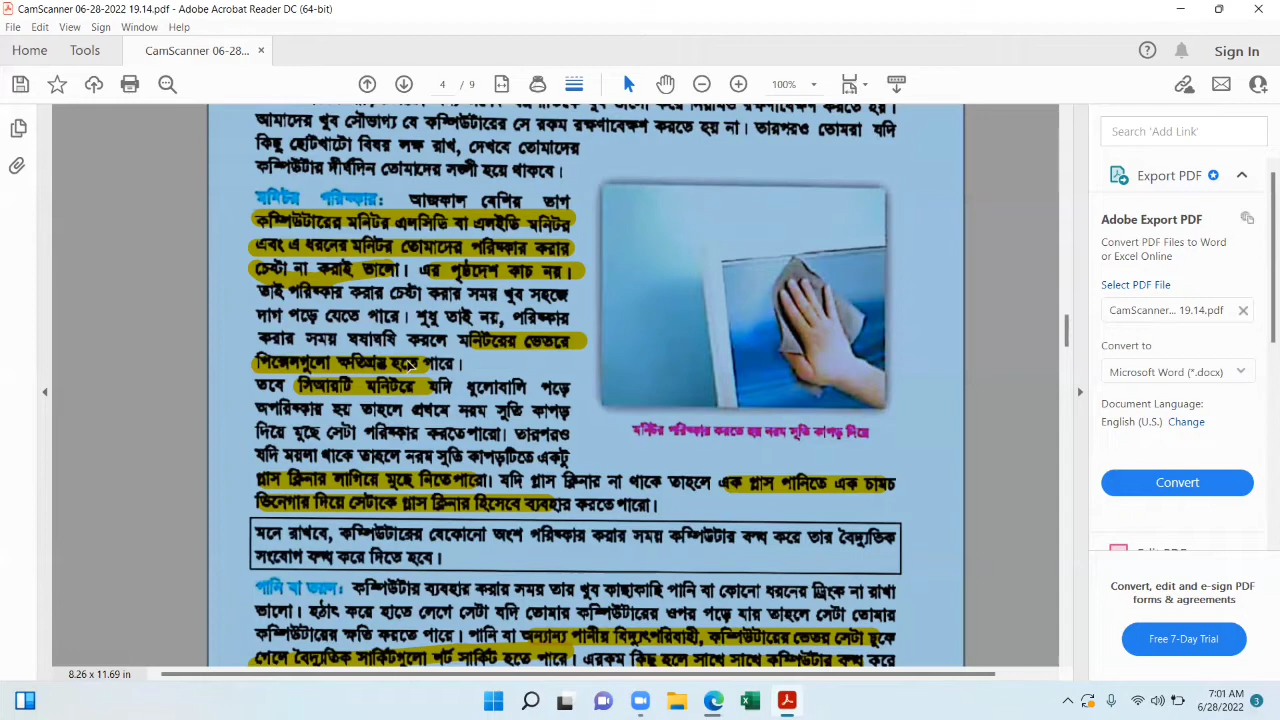 CamScanner 06-28-2022 19.14.pdf - Adobe Acrobat Reader DC (64-bit)
File Edit View Sign Window Help
Home Tools CamScanner 06-28... × Sign In
4 / 9 100%
আমাদের খুব সৌভাগ্য যে কম্পিউটারের সে রকম রক্ষণাবেক্ষণ করতে হয় না। তারপরও তোমরা যদি
কিছু ছোটখাটো বিষয় লক্ষ রাখ, দেখবে তোমাদের
কম্পিউটার দীর্ঘদিন তোমাদের সঙ্গী হয়ে থাকবে।
মনিটর পরিষ্কার: আজকাল বেশির ভাগ
কম্পিউটারের মনিটর এলসিডি বা এলইডি মনিটর
এবং এ ধরনের মনিটর তোমাদের পরিষ্কার করার
চেষ্টা না করাই ভালো। এর পৃষ্ঠদেশ কাচ নয়।
তাই পরিষ্কার করার চেষ্টা করার সময় খুব সহজে
দাগ পড়ে যেতে পারে। শুধু তাই নয়, পরিষ্কার
করার সময় ঘষাঘষি করলে মনিটরের ভেতরে
পিক্সেলগুলো ক্ষতিগ্রস্ত হতে পারে।
তবে সিআরটি মনিটরে যদি ধুলোবালি পড়ে
অপরিষ্কার হয় তাহলে প্রথমে নরম সুতি কাপড়
দিয়ে মুছে সেটা পরিষ্কার করতে পারো। তারপরও
যদি ময়লা থাকে তাহলে নরম সুতি কাপড়টিতে একটু
গ্লাস ক্লিনার লাগিয়ে মুছে নিতে পারো। যদি গ্লাস ক্লিনার না থাকে তাহলে এক গ্লাস পানিতে এক চামচ
ভিনেগার দিয়ে সেটাকে গ্লাস ক্লিনার হিসেবে ব্যবহার করতে পারো।
মনিটর পরিষ্কার করতে হয় নরম সুতি কাপড় দিয়ে
মনে রাখবে, কম্পিউটারের যেকোনো অংশ পরিষ্কার করার সময় কম্পিউটার বন্ধ করে তার বৈদ্যুতিক
সংযোগ বন্ধ করে দিতে হবে।
পানি বা তরল: কম্পিউটার ব্যবহার করার সময় তার খুব কাছাকাছি পানি বা কোনো ধরনের ড্রিংক না রাখা
ভালো। হঠাৎ করে হাতে লেগে সেটা যদি তোমার কম্পিউটারের ওপর পড়ে যায় তাহলে সেটা তোমার
কম্পিউটারের ক্ষতি করতে পারে। পানি বা অন্যান্য পানীয় বিদ্যুৎপরিবাহী, কম্পিউটারের ভেতর সেটা ঢুকে
গেলে বৈদ্যুতিক সার্কিটগুলো শর্ট সার্কিট হতে পারে। এরকম কিছু হলে সাথে সাথে কম্পিউটার বন্ধ করে
8.26 x 11.69 in
Search 'Add Link'
Export PDF
Adobe Export PDF
Convert PDF Files to Word
or Excel Online
Select PDF File
CamScanner... 19.14.pdf
Convert to
Microsoft Word (*.docx)
Document Language:
English (U.S.) Change
Convert
Convert, edit and e-sign PDF
forms & agreements
Free 7-Day Trial
7:01 AM
6/28/2022
3